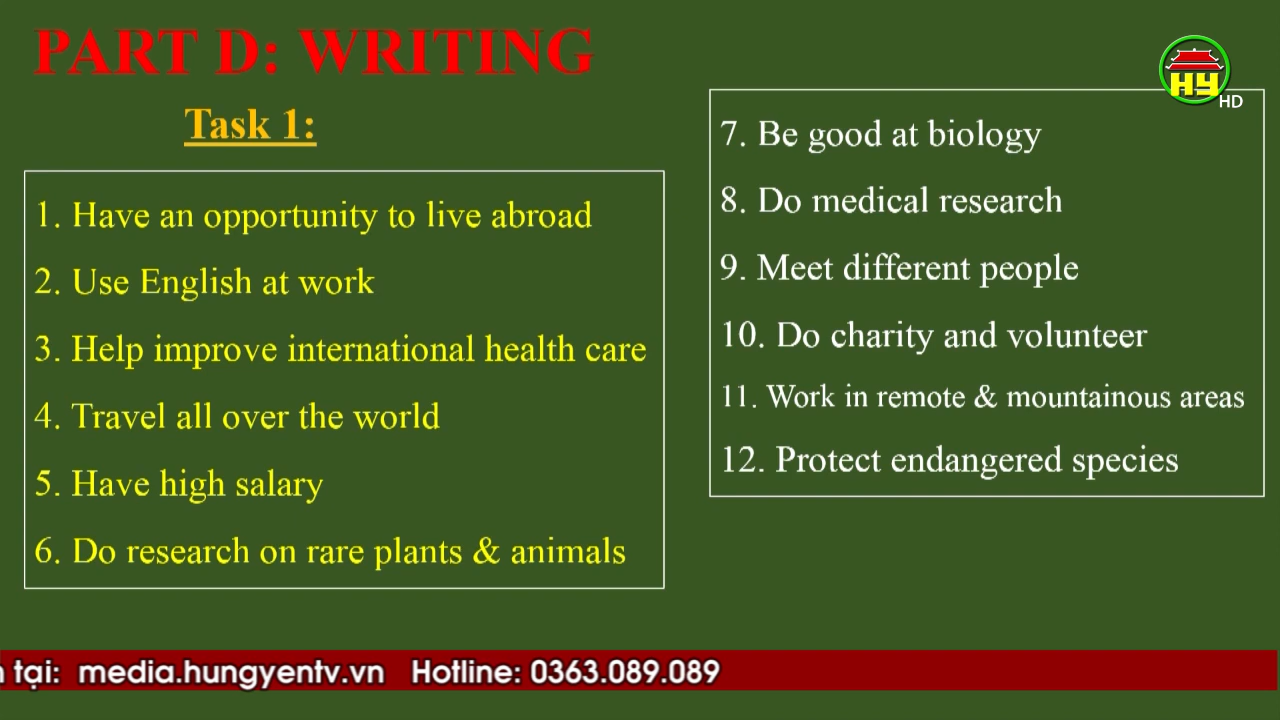 PART D: WRITING
Task 1:
1. Have an opportunity to live abroad
2. Use English at work
3. Help improve international health care
4. Travel all over the world
5. Have high salary
6. Do research on rare plants & animals
7. Be good at biology
8. Do medical research
9. Meet different people
10. Do charity and volunteer
11. Work in remote & mountainous areas
12. Protect endangered species
HY
HD
tại: media.hungyentv.vn Hotline: 0363.089.089